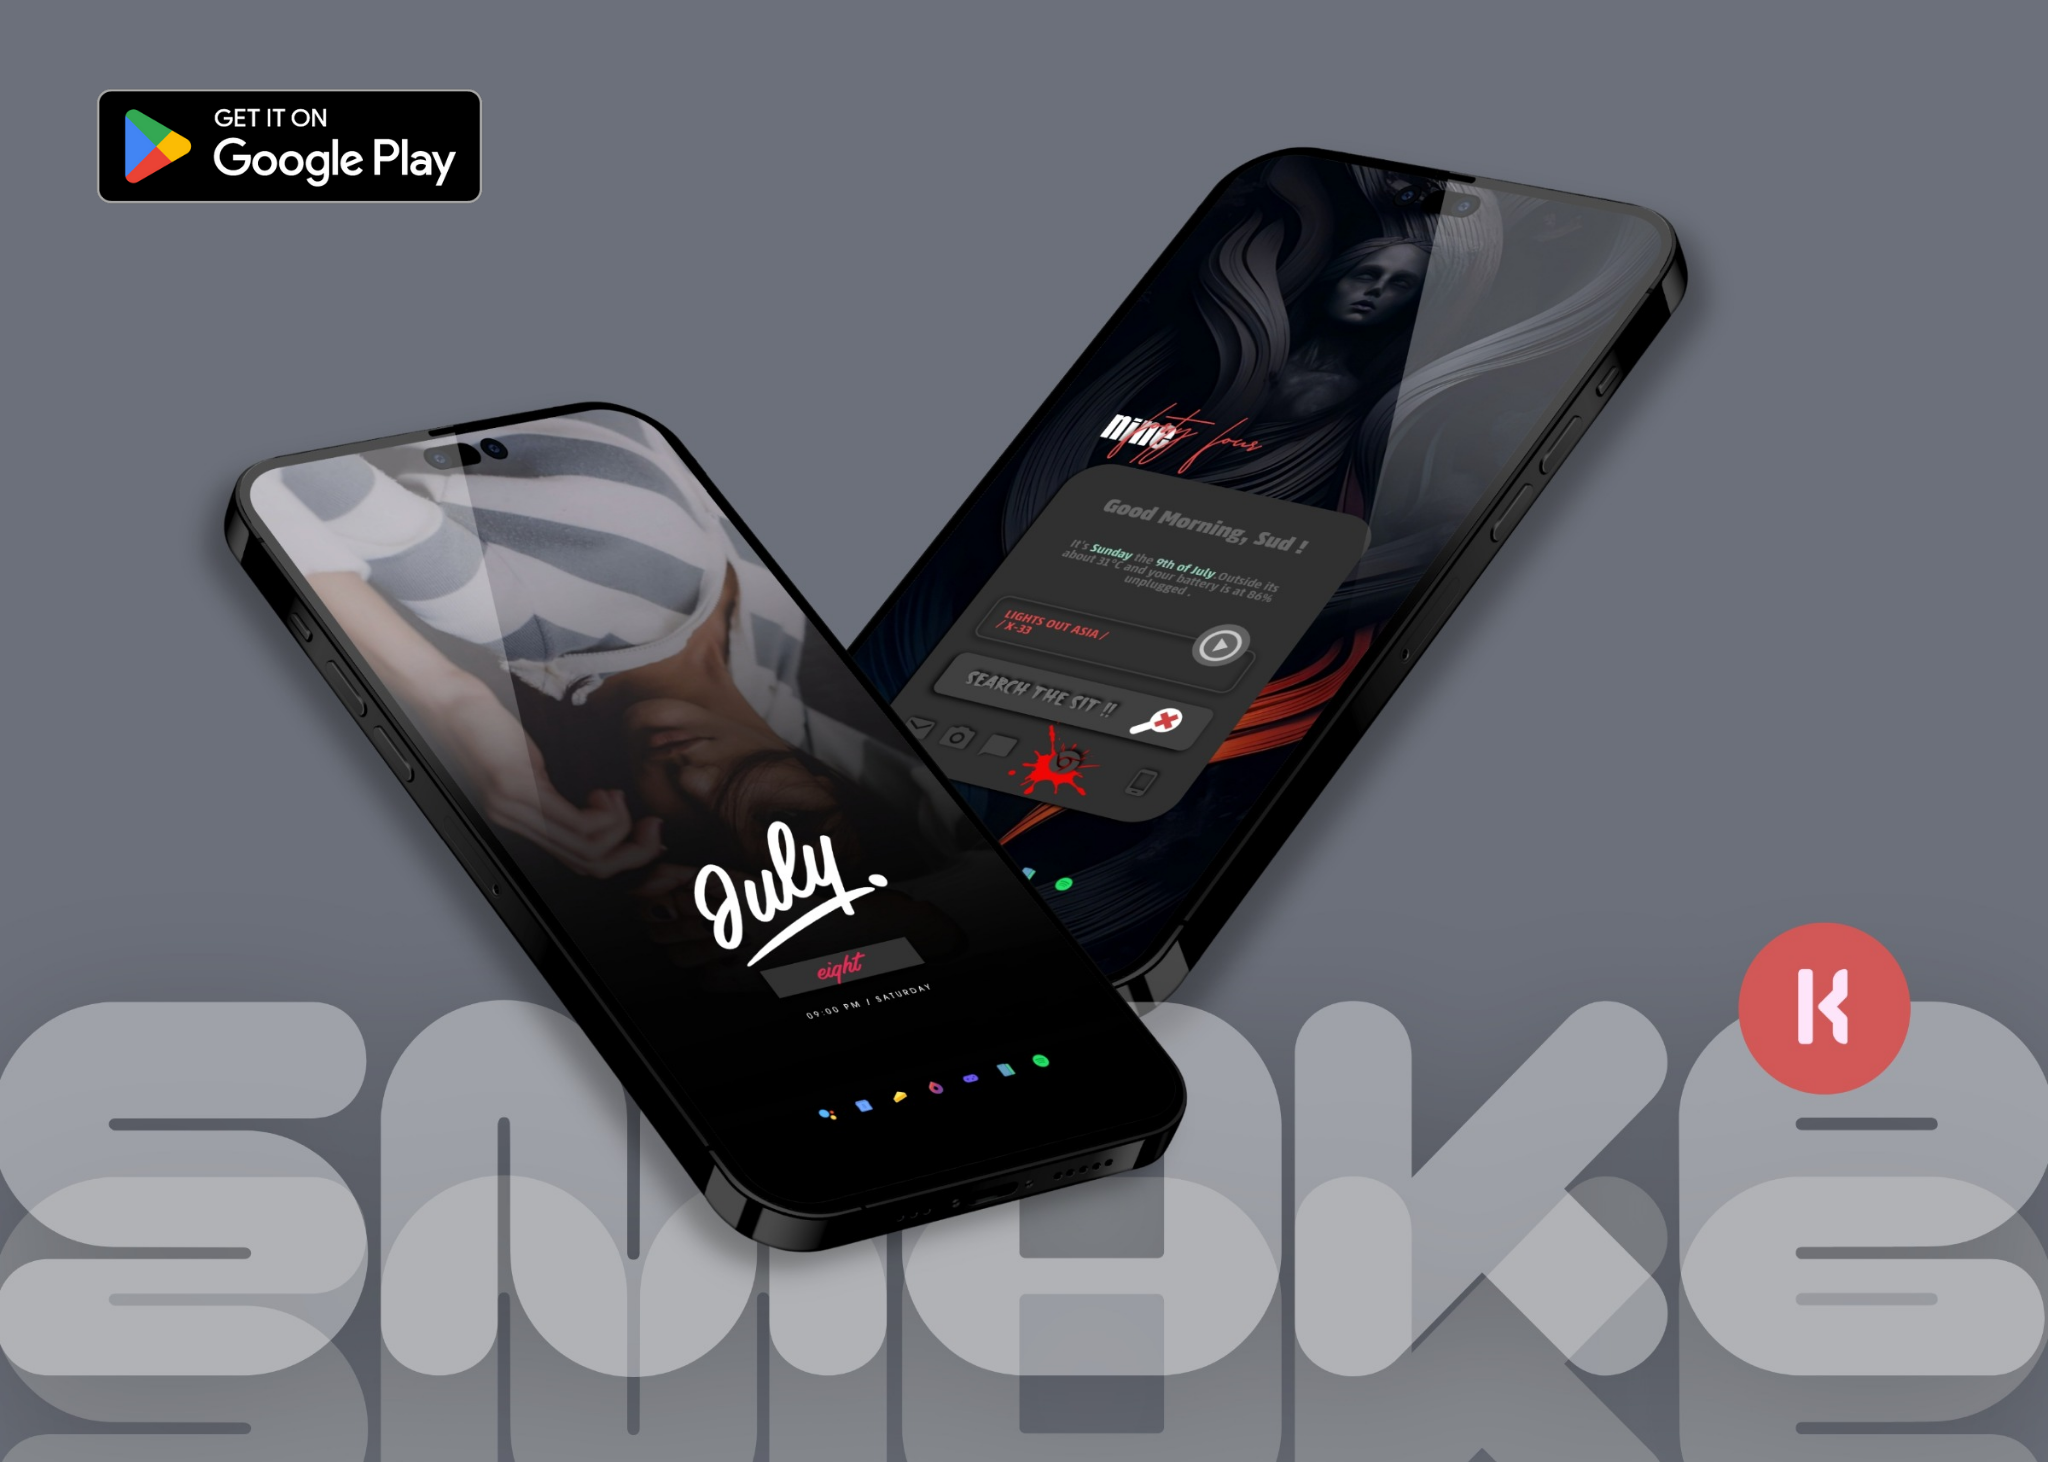 GET IT ON
Google Play
nine
forty four
Good Morning, Sud !
It's Sunday the 9th of July.Outside its
about 31°C and your battery is at 86%
unplugged .
LIGHTS OUT ASIA /
/ X-33
SEARCH THE SIT !!
July.
eight
09:00 PM / SATURDAY
K
SMOKE